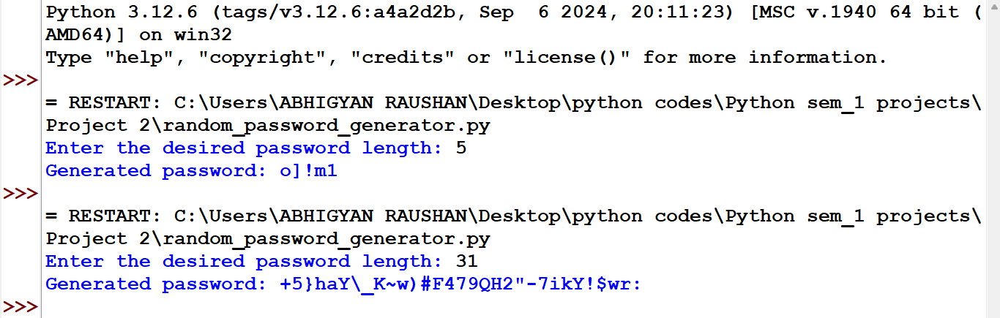 Python 3.12.6 (tags/v3.12.6:a4a2d2b, Sep  6 2024, 20:11:23) [MSC v.1940 64 bit (
AMD64)] on win32
Type "help", "copyright", "credits" or "license()" for more information.
>>>
= RESTART: C:\Users\ABHIGYAN RAUSHAN\Desktop\python codes\Python sem_1 projects\
Project 2\random_password_generator.py
Enter the desired password length: 5
Generated password: o]!m1
>>>
= RESTART: C:\Users\ABHIGYAN RAUSHAN\Desktop\python codes\Python sem_1 projects\
Project 2\random_password_generator.py
Enter the desired password length: 31
Generated password: +5}haY\_K~w)#F479QH2"-7ikY!$wr:
>>>